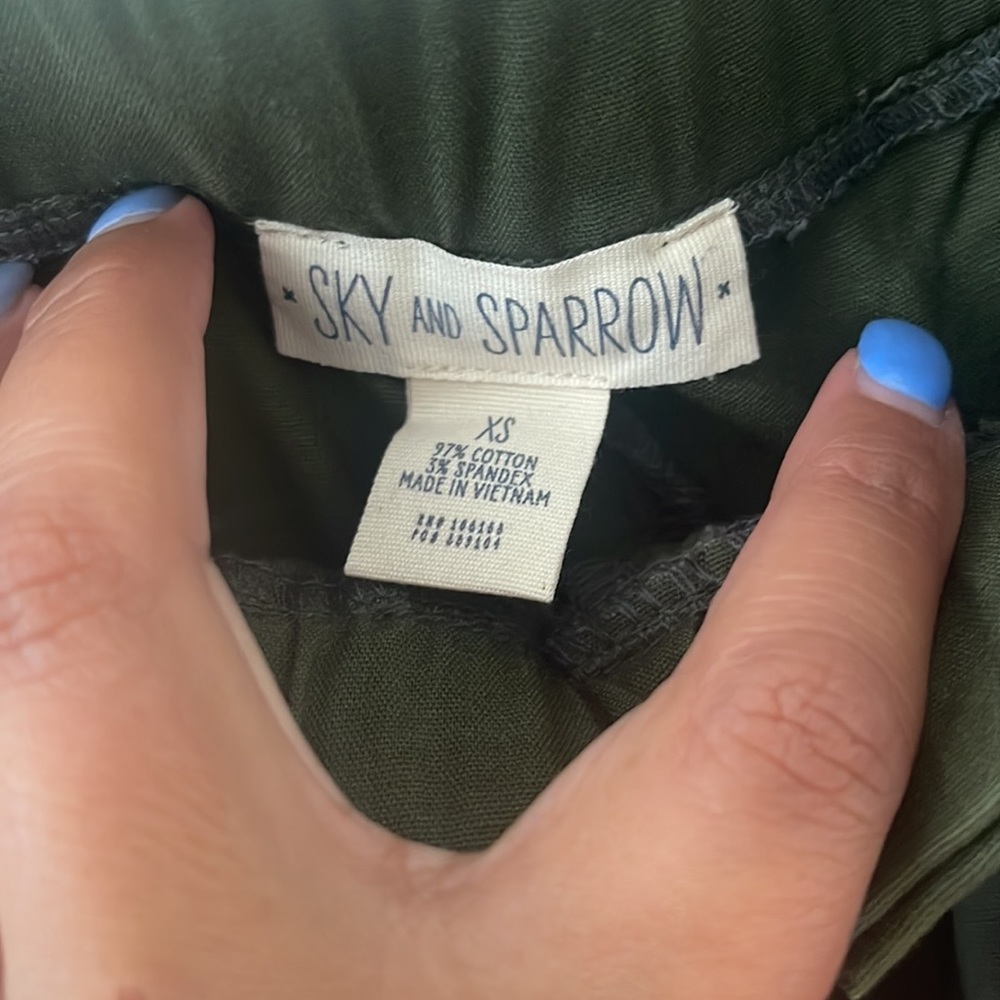 SKY AND SPARROW
XS
97% COTTON
3% SPANDEX
MADE IN VIETNAM